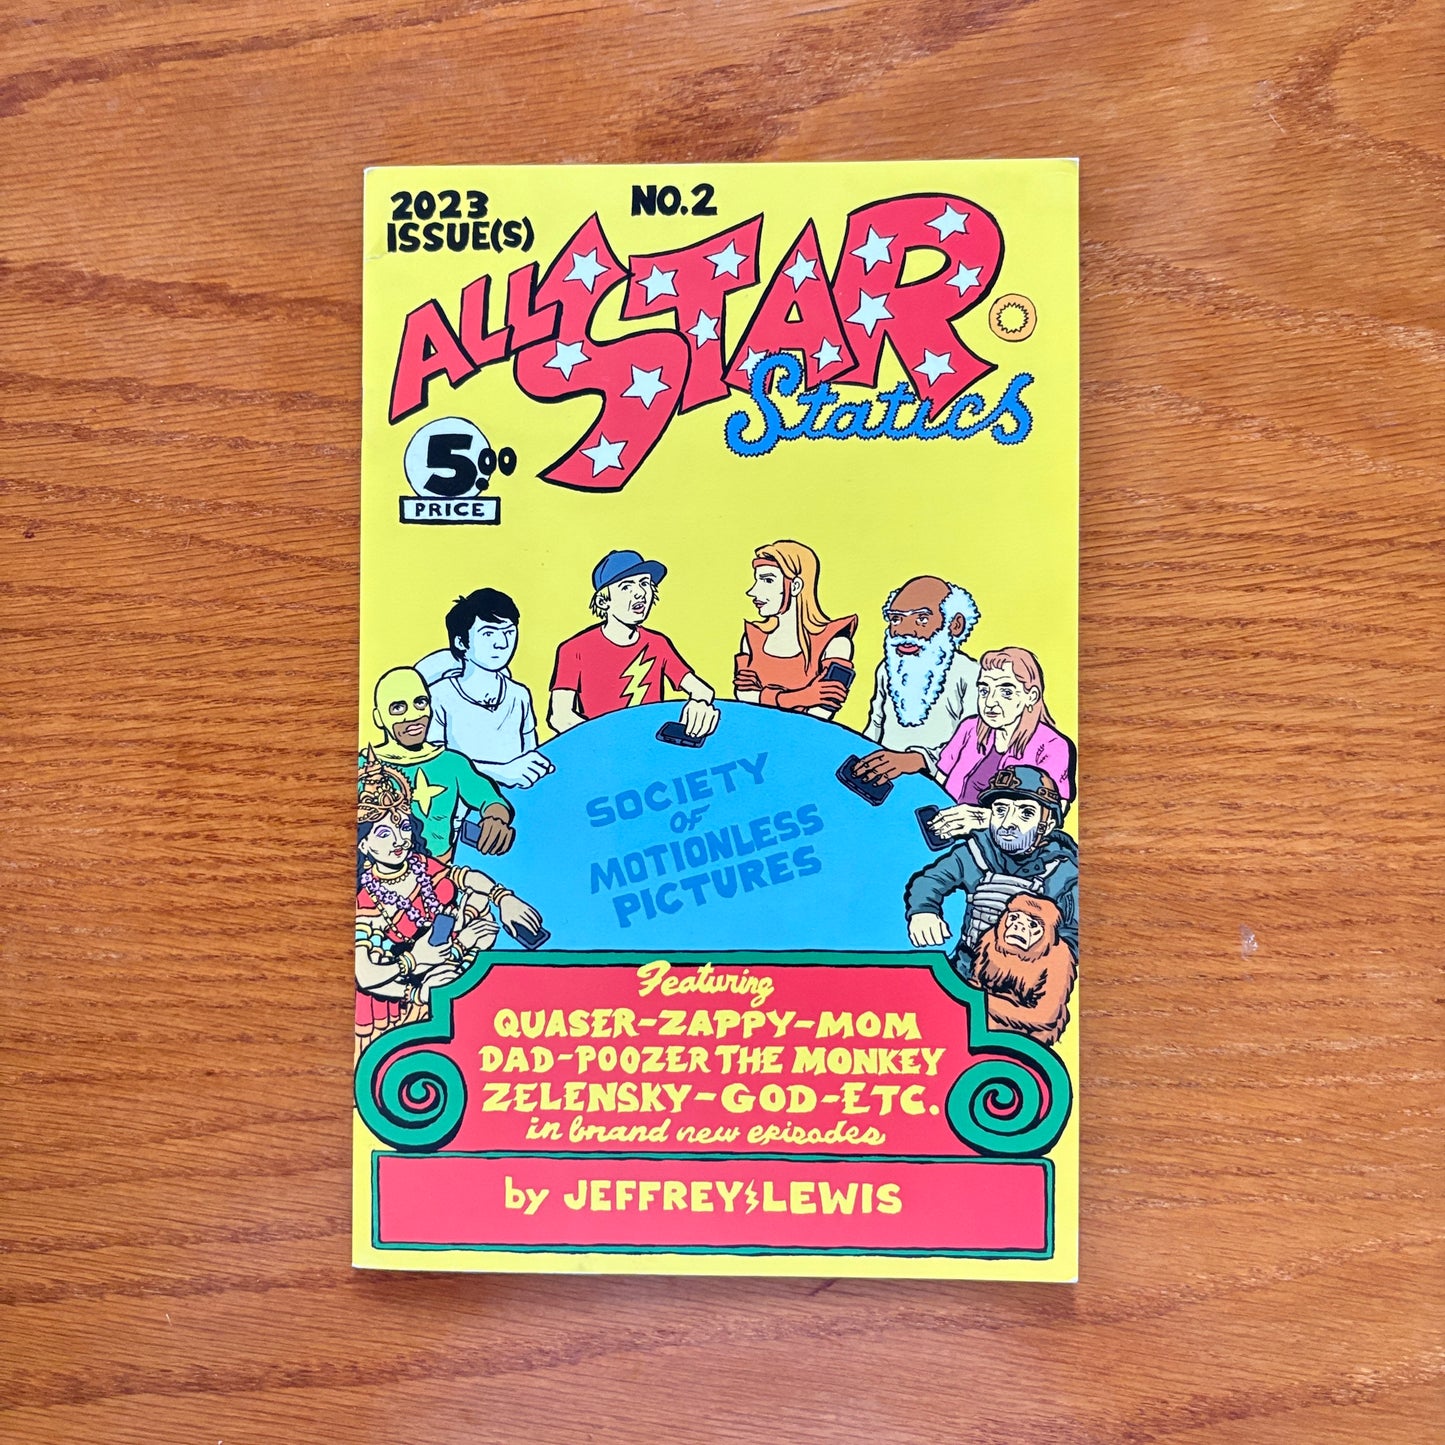 2023
ISSUE(S)
NO.2
ALL STAR
Statics
5.00
PRICE
SOCIETY
OF
MOTIONLESS
PICTURES
Featuring
QUASER-ZAPPY-MOM
DAD-POOZER THE MONKEY
ZELENSKY-GOD-ETC.
in brand new episodes
by JEFFREY LEWIS